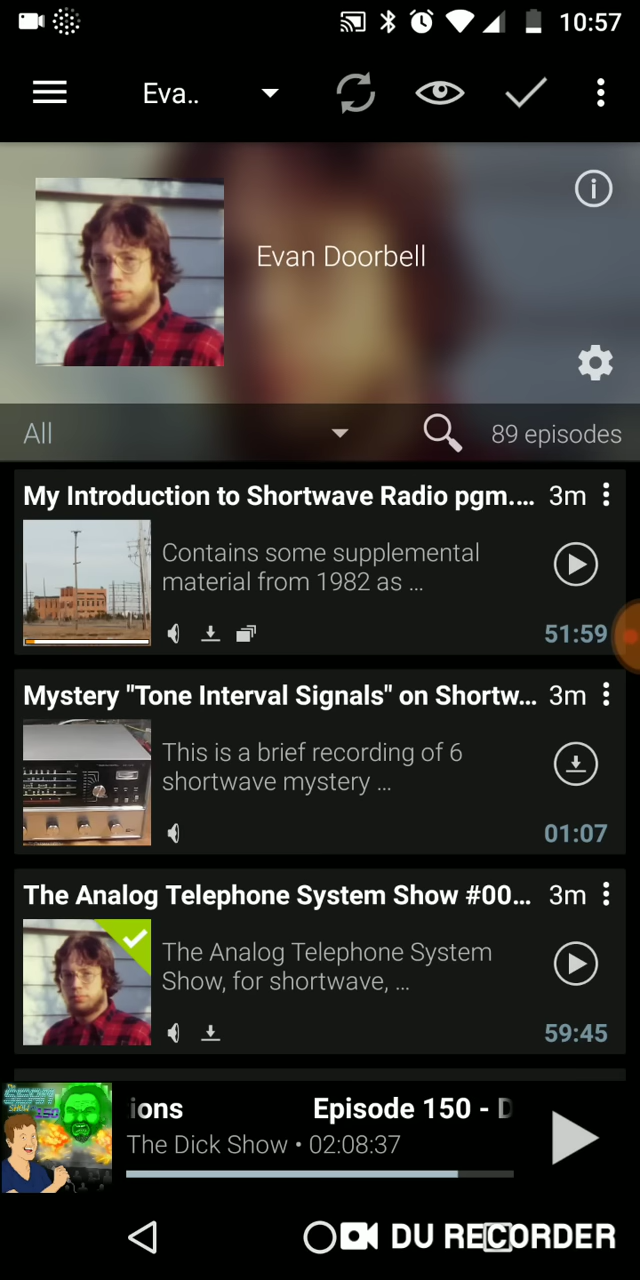 10:57
Eva..
Evan Doorbell
All
89 episodes
My Introduction to Shortwave Radio pgm.... 3m
Contains some supplemental
material from 1982 as ...
51:59
Mystery "Tone Interval Signals" on Shortw... 3m
This is a brief recording of 6
shortwave mystery ...
01:07
The Analog Telephone System Show #00... 3m
The Analog Telephone System
Show, for shortwave, ...
59:45
ions Episode 150 - D
The Dick Show • 02:08:37
DU RECORDER